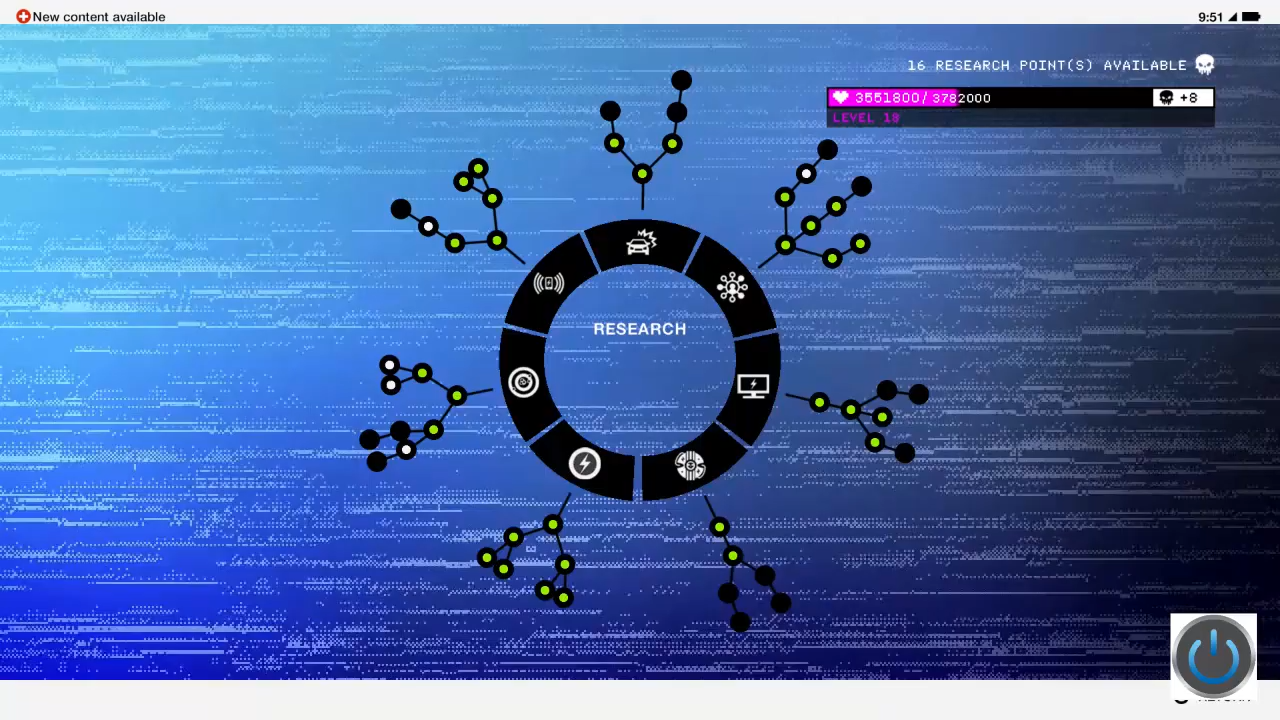 New content available
9:51
16 RESEARCH POINT(S) AVAILABLE
3551800/3782000
+8
LEVEL 18
RESEARCH